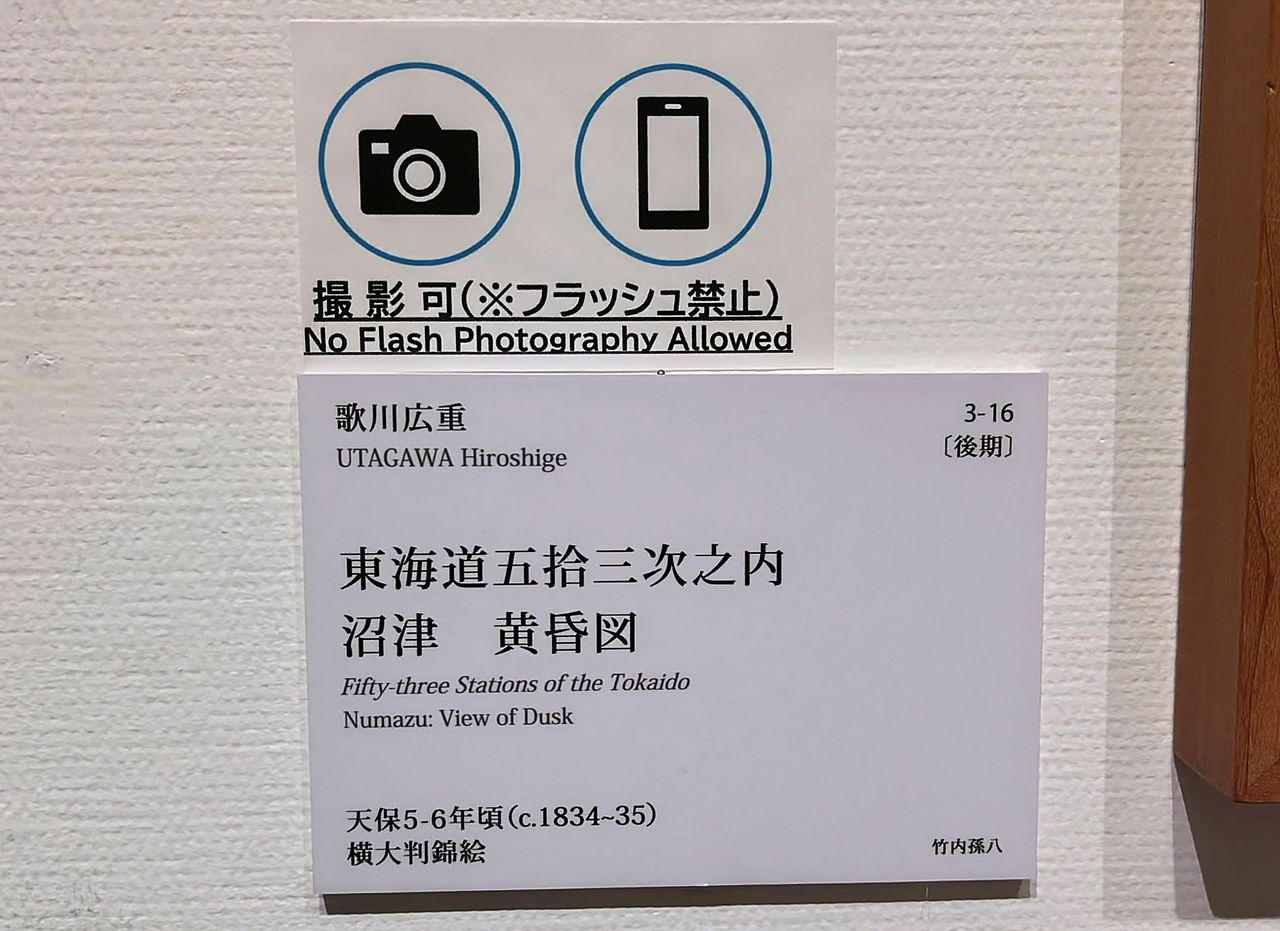 撮影可(※フラッシュ禁止)
No Flash Photography Allowed
歌川広重
UTAGAWA Hiroshige
3-16
〔後期〕
東海道五拾三次之内
沼津　黄昏図
Fifty-three Stations of the Tokaido
Numazu: View of Dusk
天保5-6年頃(c.1834~35)
横大判錦絵
竹内孫八